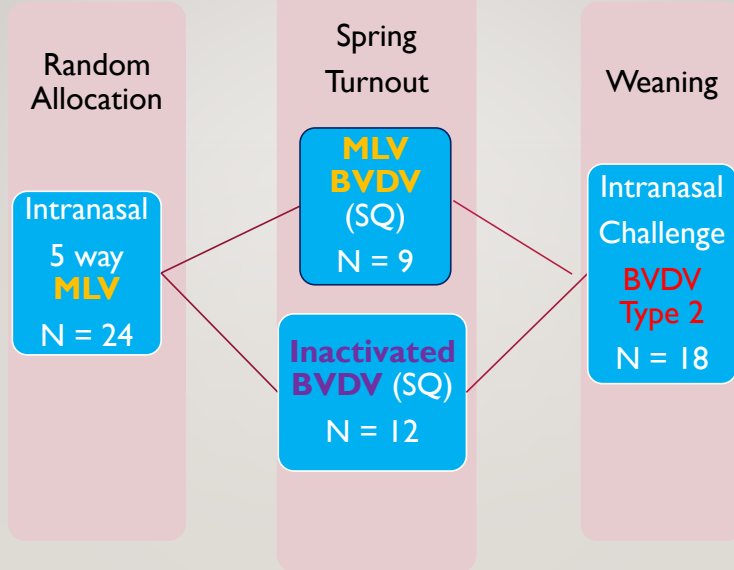 Random
Allocation
Intranasal
5 way
MLV
N = 24
Spring
Turnout
MLV
BVDV
(SQ)
N = 9
Inactivated
BVDV (SQ)
N = 12
Weaning
Intranasal
Challenge
BVDV
Type 2
N = 18